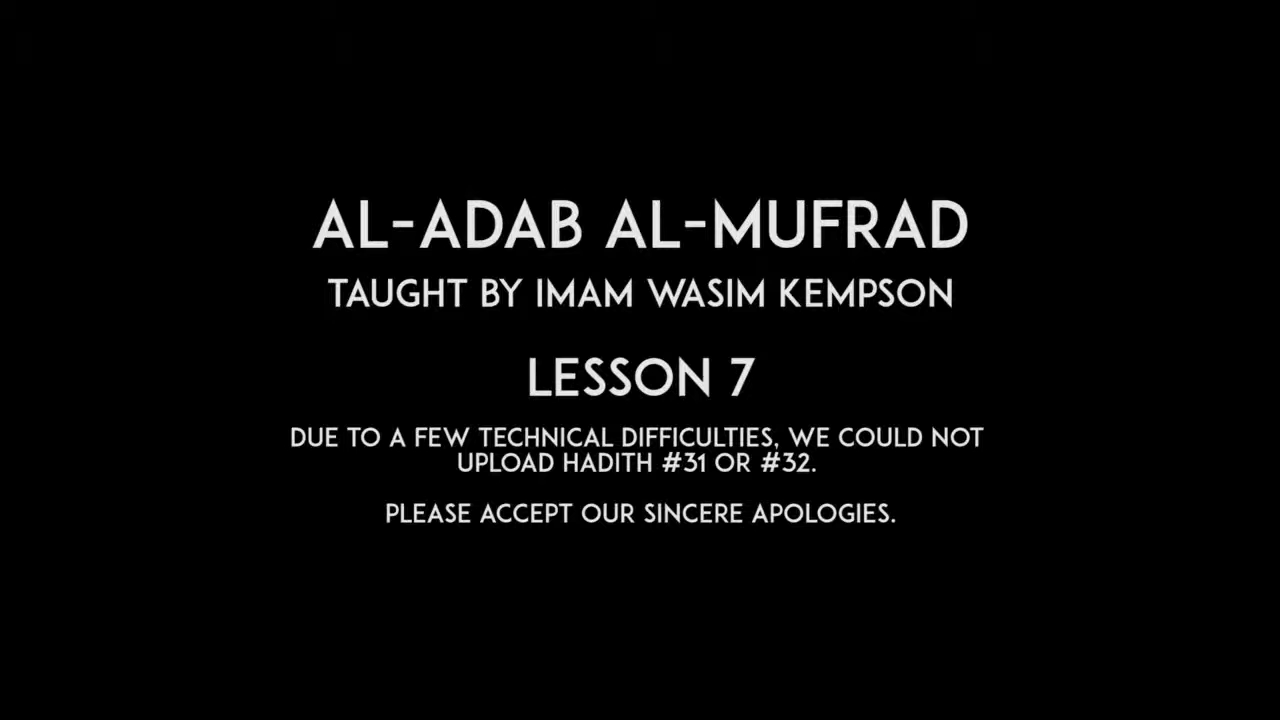 AL-ADAB AL-MUFRAD
TAUGHT BY IMAM WASIM KEMPSON
LESSON 7
DUE TO A FEW TECHNICAL DIFFICULTIES, WE COULD NOT
UPLOAD HADITH #31 OR #32.
PLEASE ACCEPT OUR SINCERE APOLOGIES.